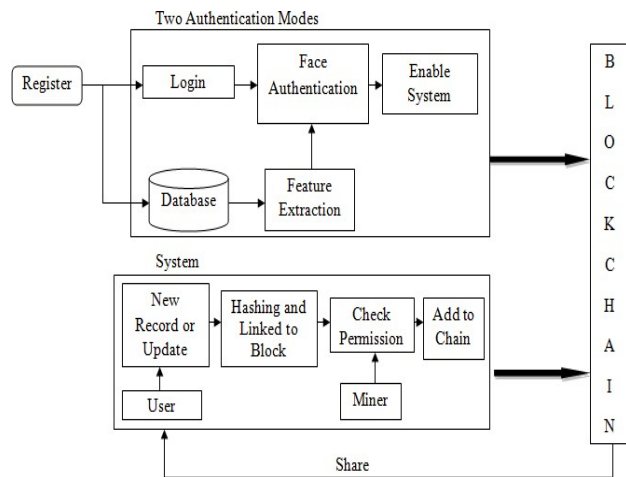 Two Authentication Modes
Register
Login
Face
Authentication
Enable
System
Database
Feature
Extraction
System
New
Record or
Update
Hashing and
Linked to
Block
Check
Permission
Add to
Chain
User
Miner
Share
B
L
O
C
K
C
H
A
I
N